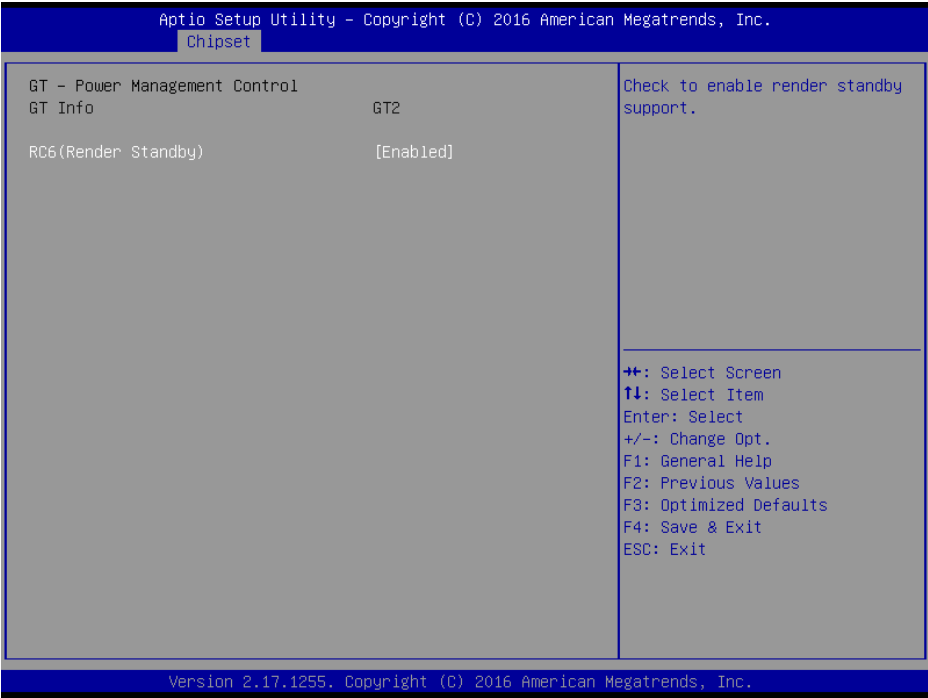 Aptio Setup Utility – Copyright (C) 2016 American Megatrends, Inc.
Chipset
GT – Power Management Control
GT Info GT2
RC6(Render Standby) [Enabled]
Check to enable render standby
support.
→←: Select Screen
↑↓: Select Item
Enter: Select
+/-: Change Opt.
F1: General Help
F2: Previous Values
F3: Optimized Defaults
F4: Save & Exit
ESC: Exit
Version 2.17.1255. Copyright (C) 2016 American Megatrends, Inc.